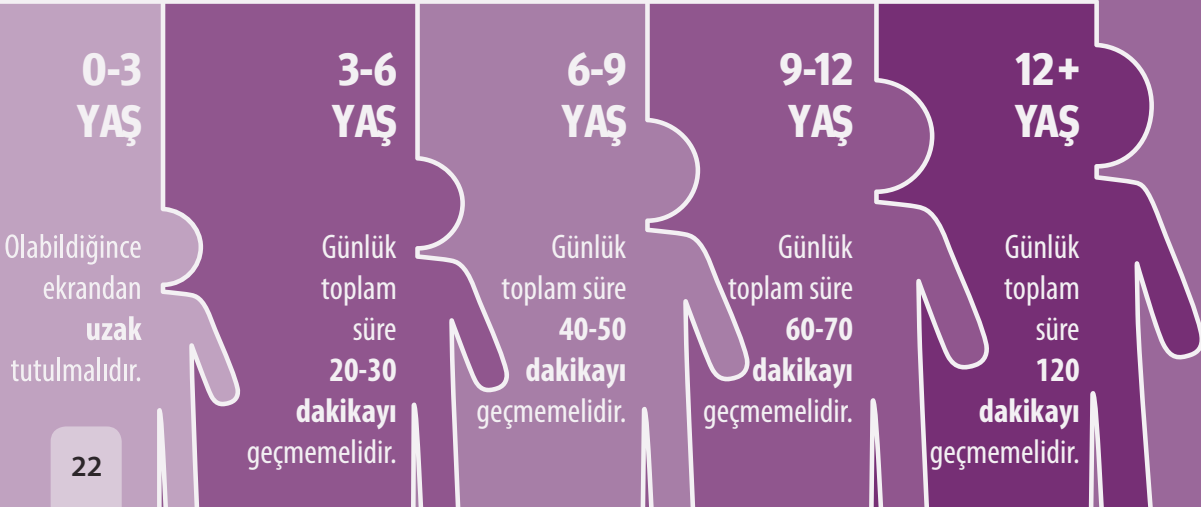 0-3
YAŞ
Olabildiğince
ekrandan
uzak
tutulmalıdır.
3-6
YAŞ
Günlük
toplam
süre
20-30
dakikayı
geçmemelidir.
6-9
YAŞ
Günlük
toplam süre
40-50
dakikayı
geçmemelidir.
9-12
YAŞ
Günlük
toplam süre
60-70
dakikayı
geçmemelidir.
12+
YAŞ
Günlük
toplam
süre
120
dakikayı
geçmemelidir.
22